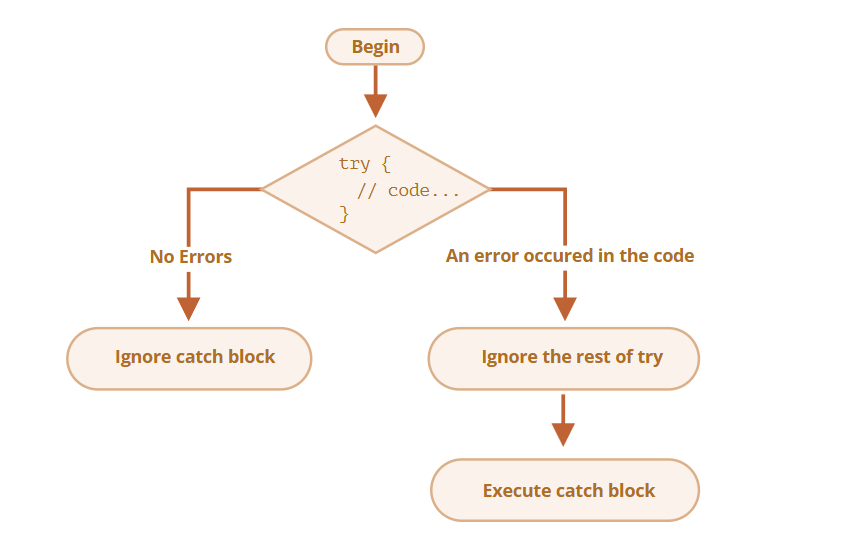 Begin
try {
  // code...
}
No Errors
An error occured in the code
Ignore catch block
Ignore the rest of try
Execute catch block